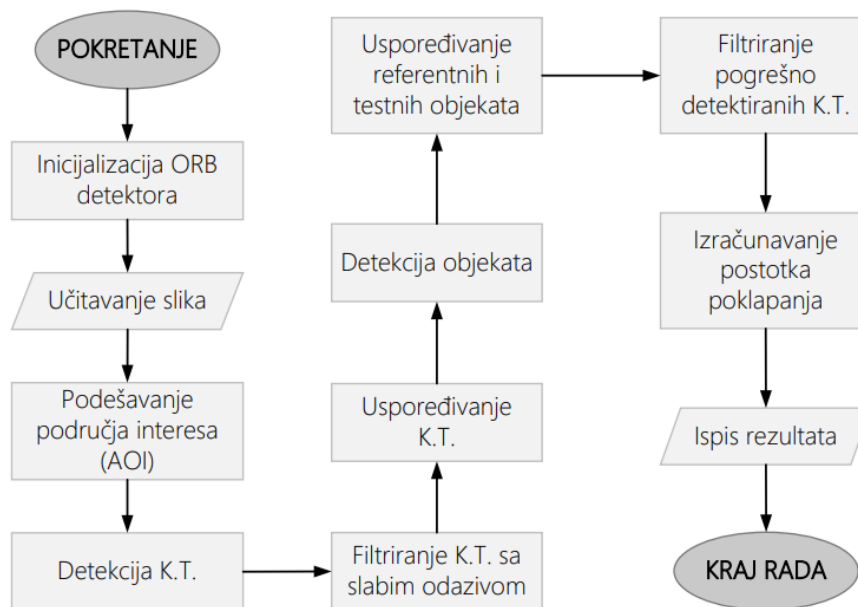 POKRETANJE
Inicijalizacija ORB
detektora
Učitavanje slika
Podešavanje
područja interesa
(AOI)
Detekcija K.T.
Filtriranje K.T. sa
slabim odazivom
Uspoređivanje
K.T.
Detekcija objekata
Uspoređivanje
referentnih i
testnih objekata
Filtriranje
pogrešno
detektiranih K.T.
Izračunavanje
postotka
poklapanja
Ispis rezultata
KRAJ RADA